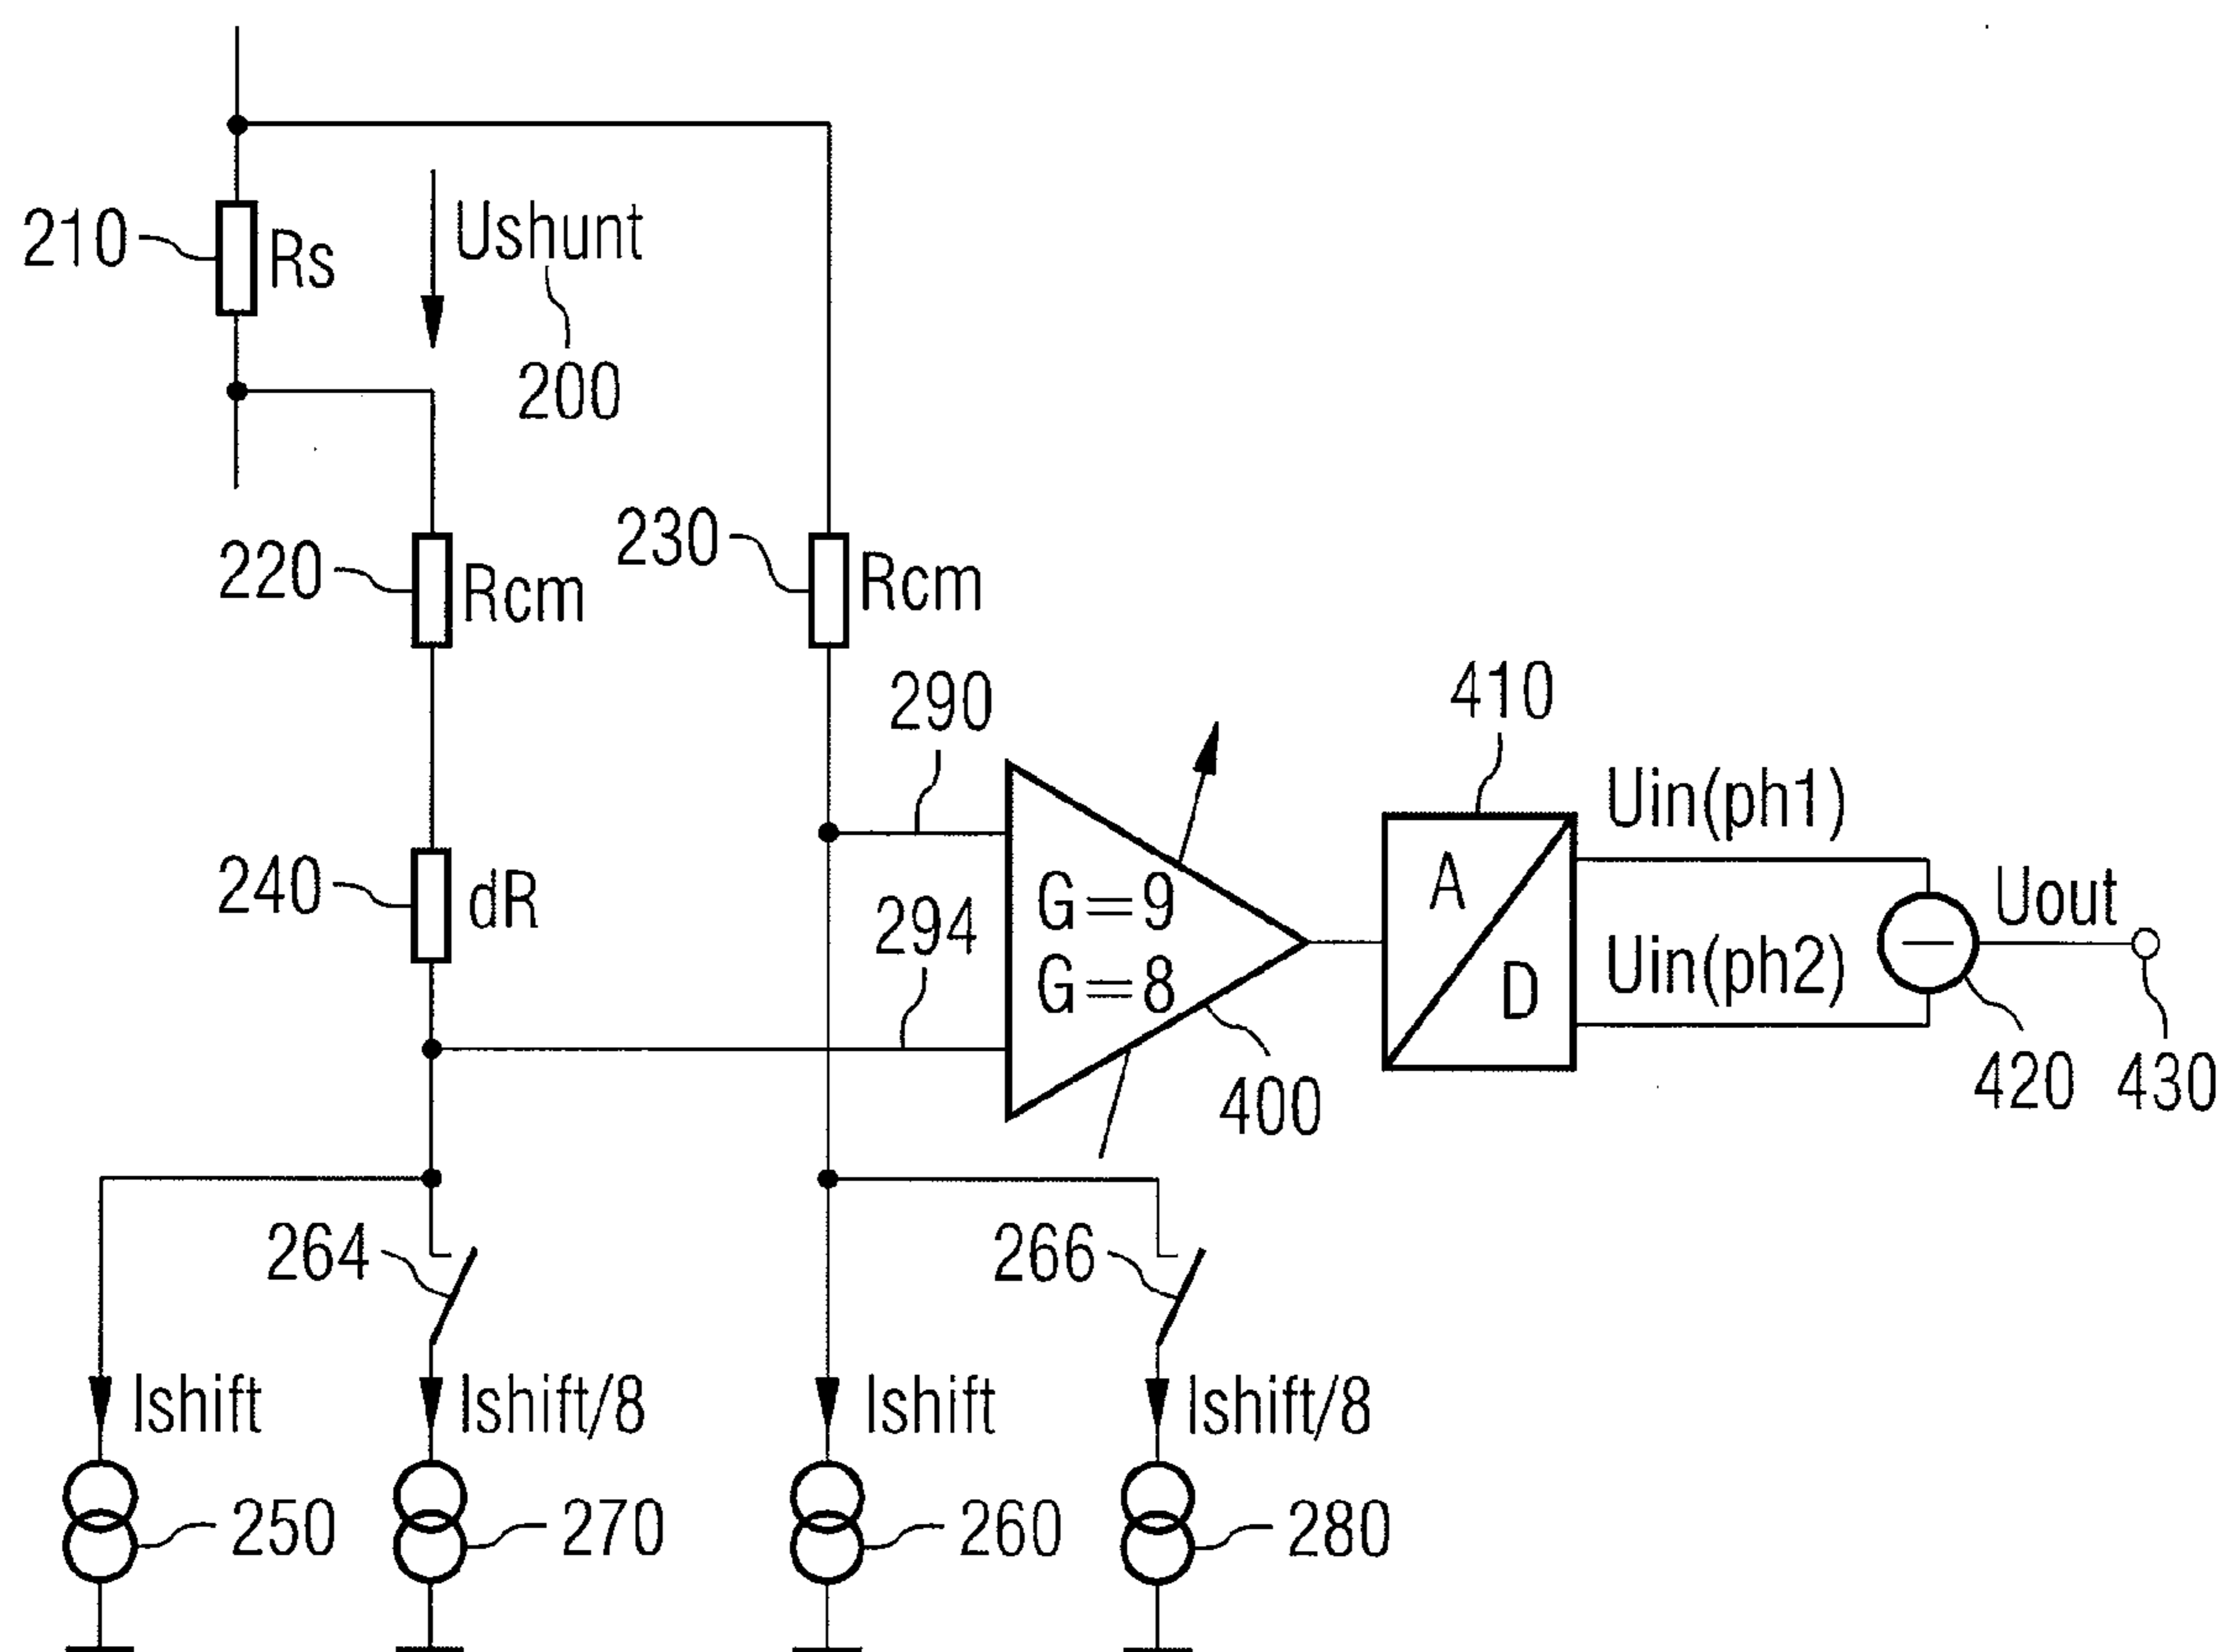 210
Rs
Ushunt
200
220
Rcm
230
Rcm
290
410
Uin(ph1)
240
dR
294
G=9
G=8
A
D
Uout
Uin(ph2)
400
420
430
264
266
Ishift
Ishift/8
Ishift
Ishift/8
250
270
260
280